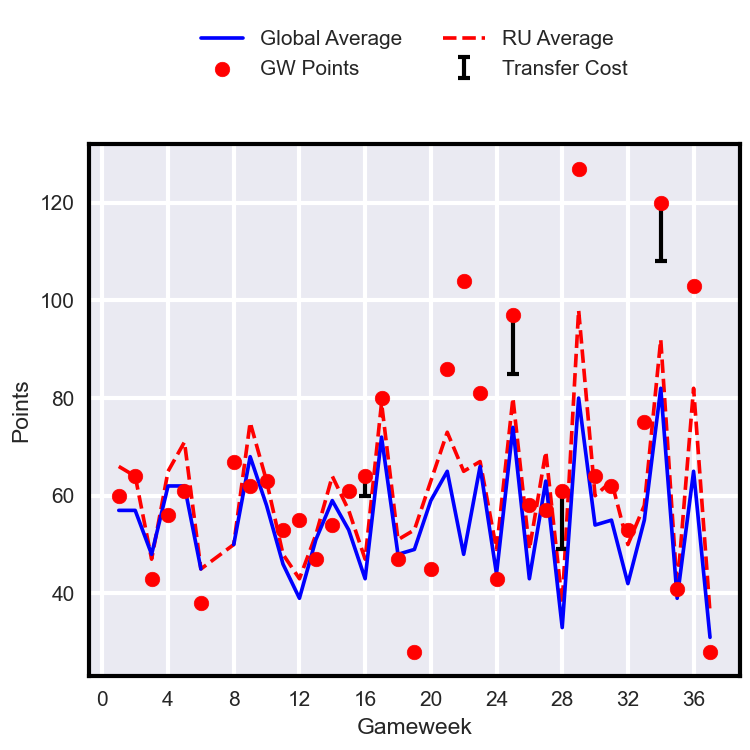 Global Average RU Average
GW Points Transfer Cost
120
100
80
60
40
Points
0 4 8 12 16 20 24 28 32 36
Gameweek